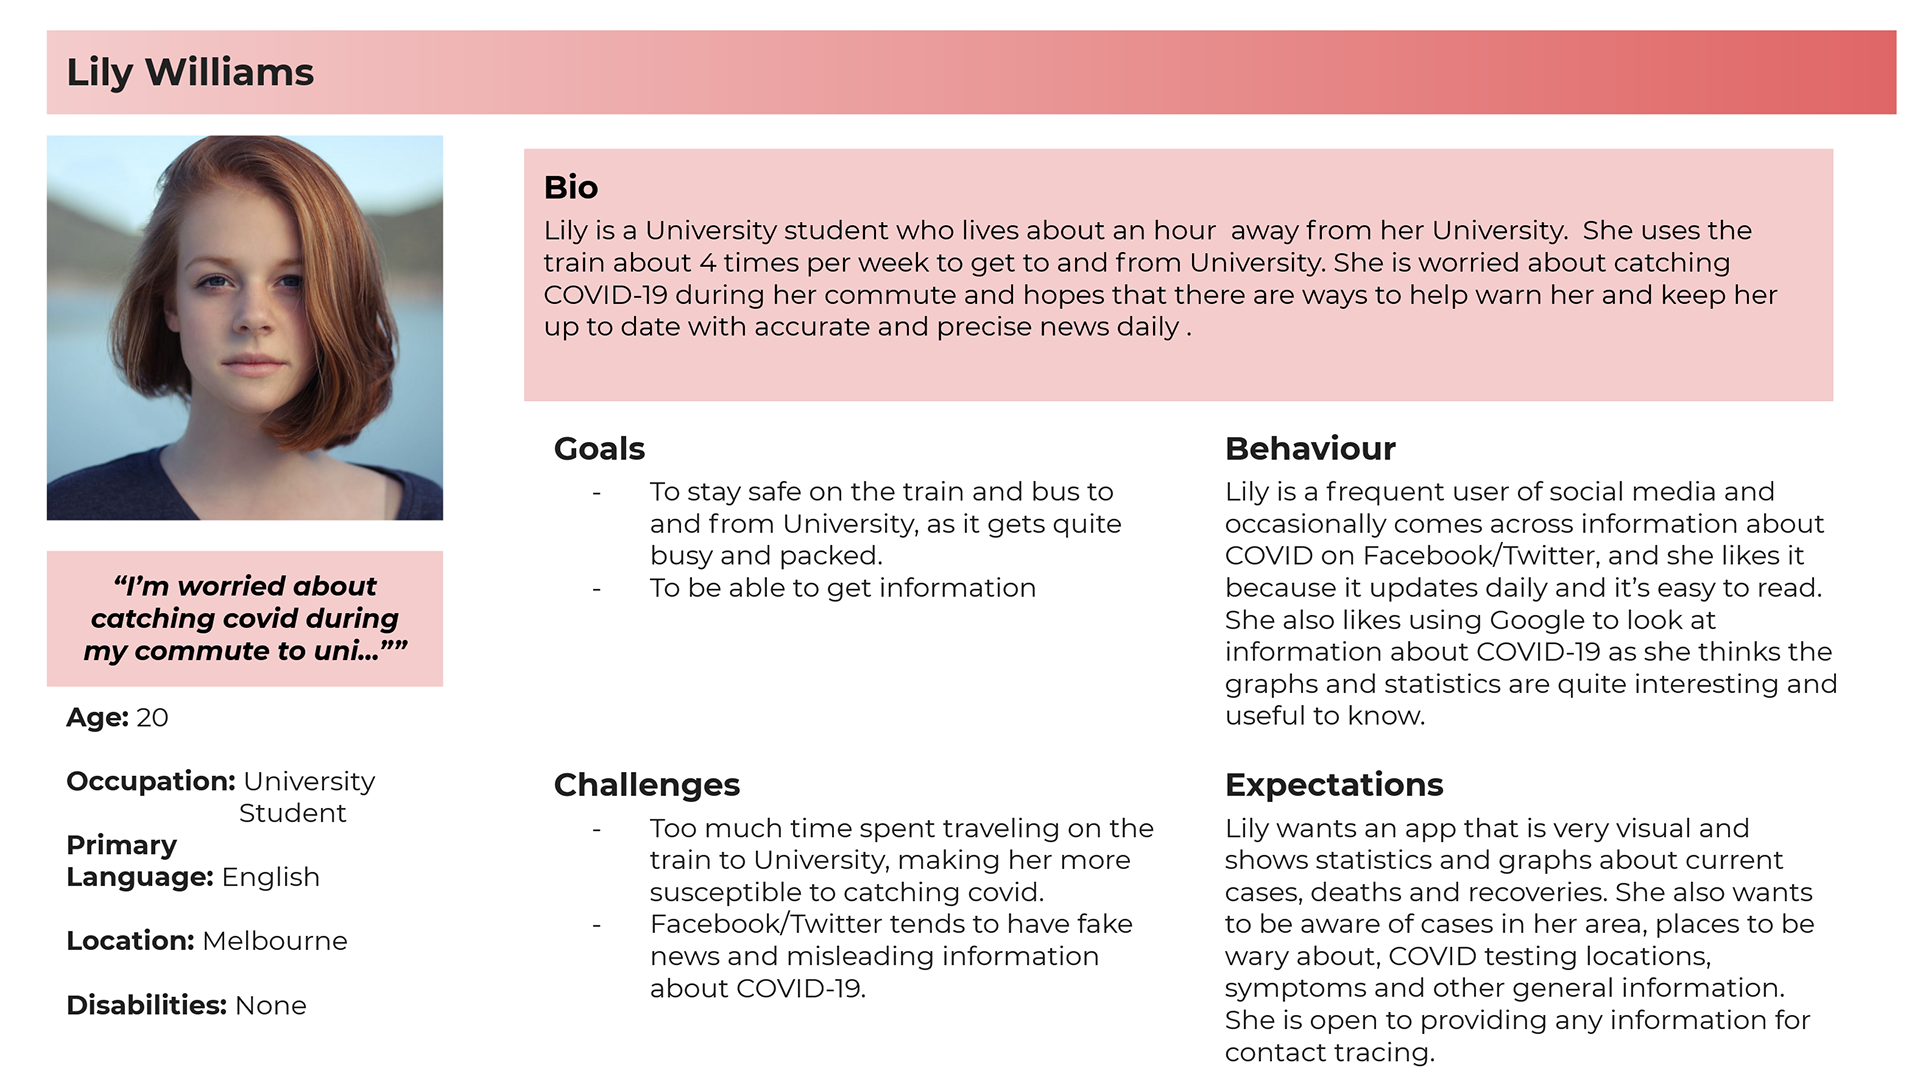 Lily Williams
Bio
Lily is a University student who lives about an hour  away from her University.  She uses the
train about 4 times per week to get to and from University. She is worried about catching
COVID-19 during her commute and hopes that there are ways to help warn her and keep her
up to date with accurate and precise news daily .
“I’m worried about
catching covid during
my commute to uni...””
Age: 20
Occupation: University
Student
Primary
Language: English
Location: Melbourne
Disabilities: None
Goals
- To stay safe on the train and bus to
and from University, as it gets quite
busy and packed.
- To be able to get information
Challenges
- Too much time spent traveling on the
train to University, making her more
susceptible to catching covid.
- Facebook/Twitter tends to have fake
news and misleading information
about COVID-19.
Behaviour
Lily is a frequent user of social media and
occasionally comes across information about
COVID on Facebook/Twitter, and she likes it
because it updates daily and it’s easy to read.
She also likes using Google to look at
information about COVID-19 as she thinks the
graphs and statistics are quite interesting and
useful to know.
Expectations
Lily wants an app that is very visual and
shows statistics and graphs about current
cases, deaths and recoveries. She also wants
to be aware of cases in her area, places to be
wary about, COVID testing locations,
symptoms and other general information.
She is open to providing any information for
contact tracing.